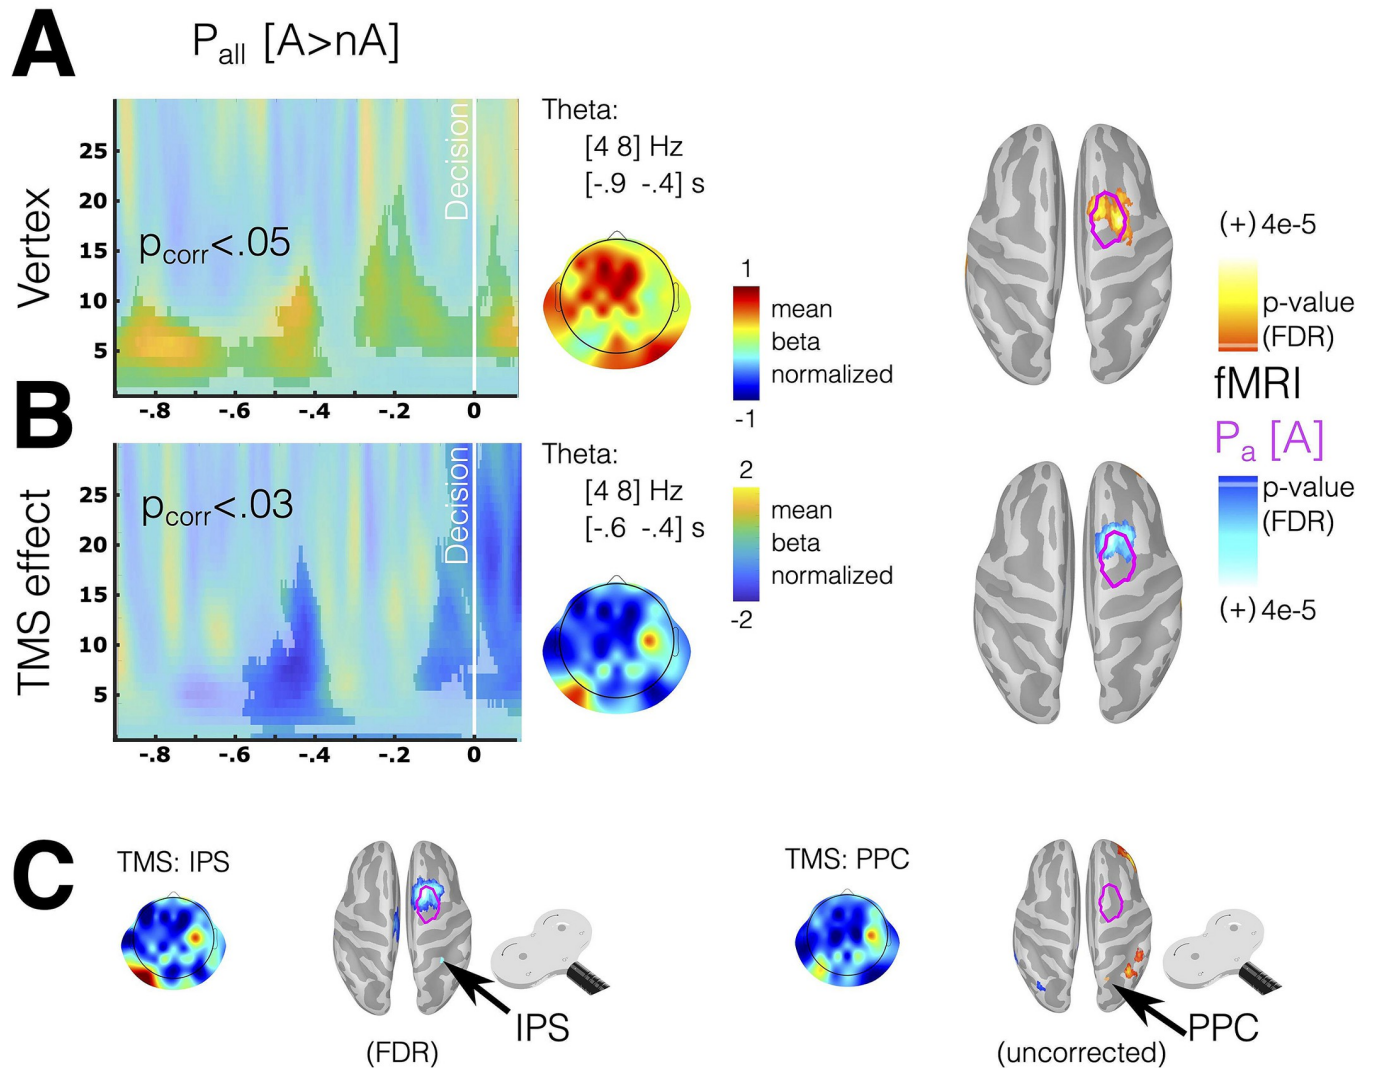 A
P_all [A>nA]
Vertex
25
20
15
10
5
p_corr<.05
Decision
-.8 -.6 -.4 -.2 0
Theta:
[4 8] Hz
[-.9 -.4] s
1
mean
beta
normalized
-1
(+) 4e-5
p-value
(FDR)
fMRI
P_a [A]
p-value
(FDR)
(+) 4e-5
B
TMS effect
25
20
15
10
5
p_corr<.03
Decision
-.8 -.6 -.4 -.2 0
Theta:
[4 8] Hz
[-.6 -.4] s
2
mean
beta
normalized
-2
C
TMS: IPS
IPS
(FDR)
TMS: PPC
PPC
(uncorrected)